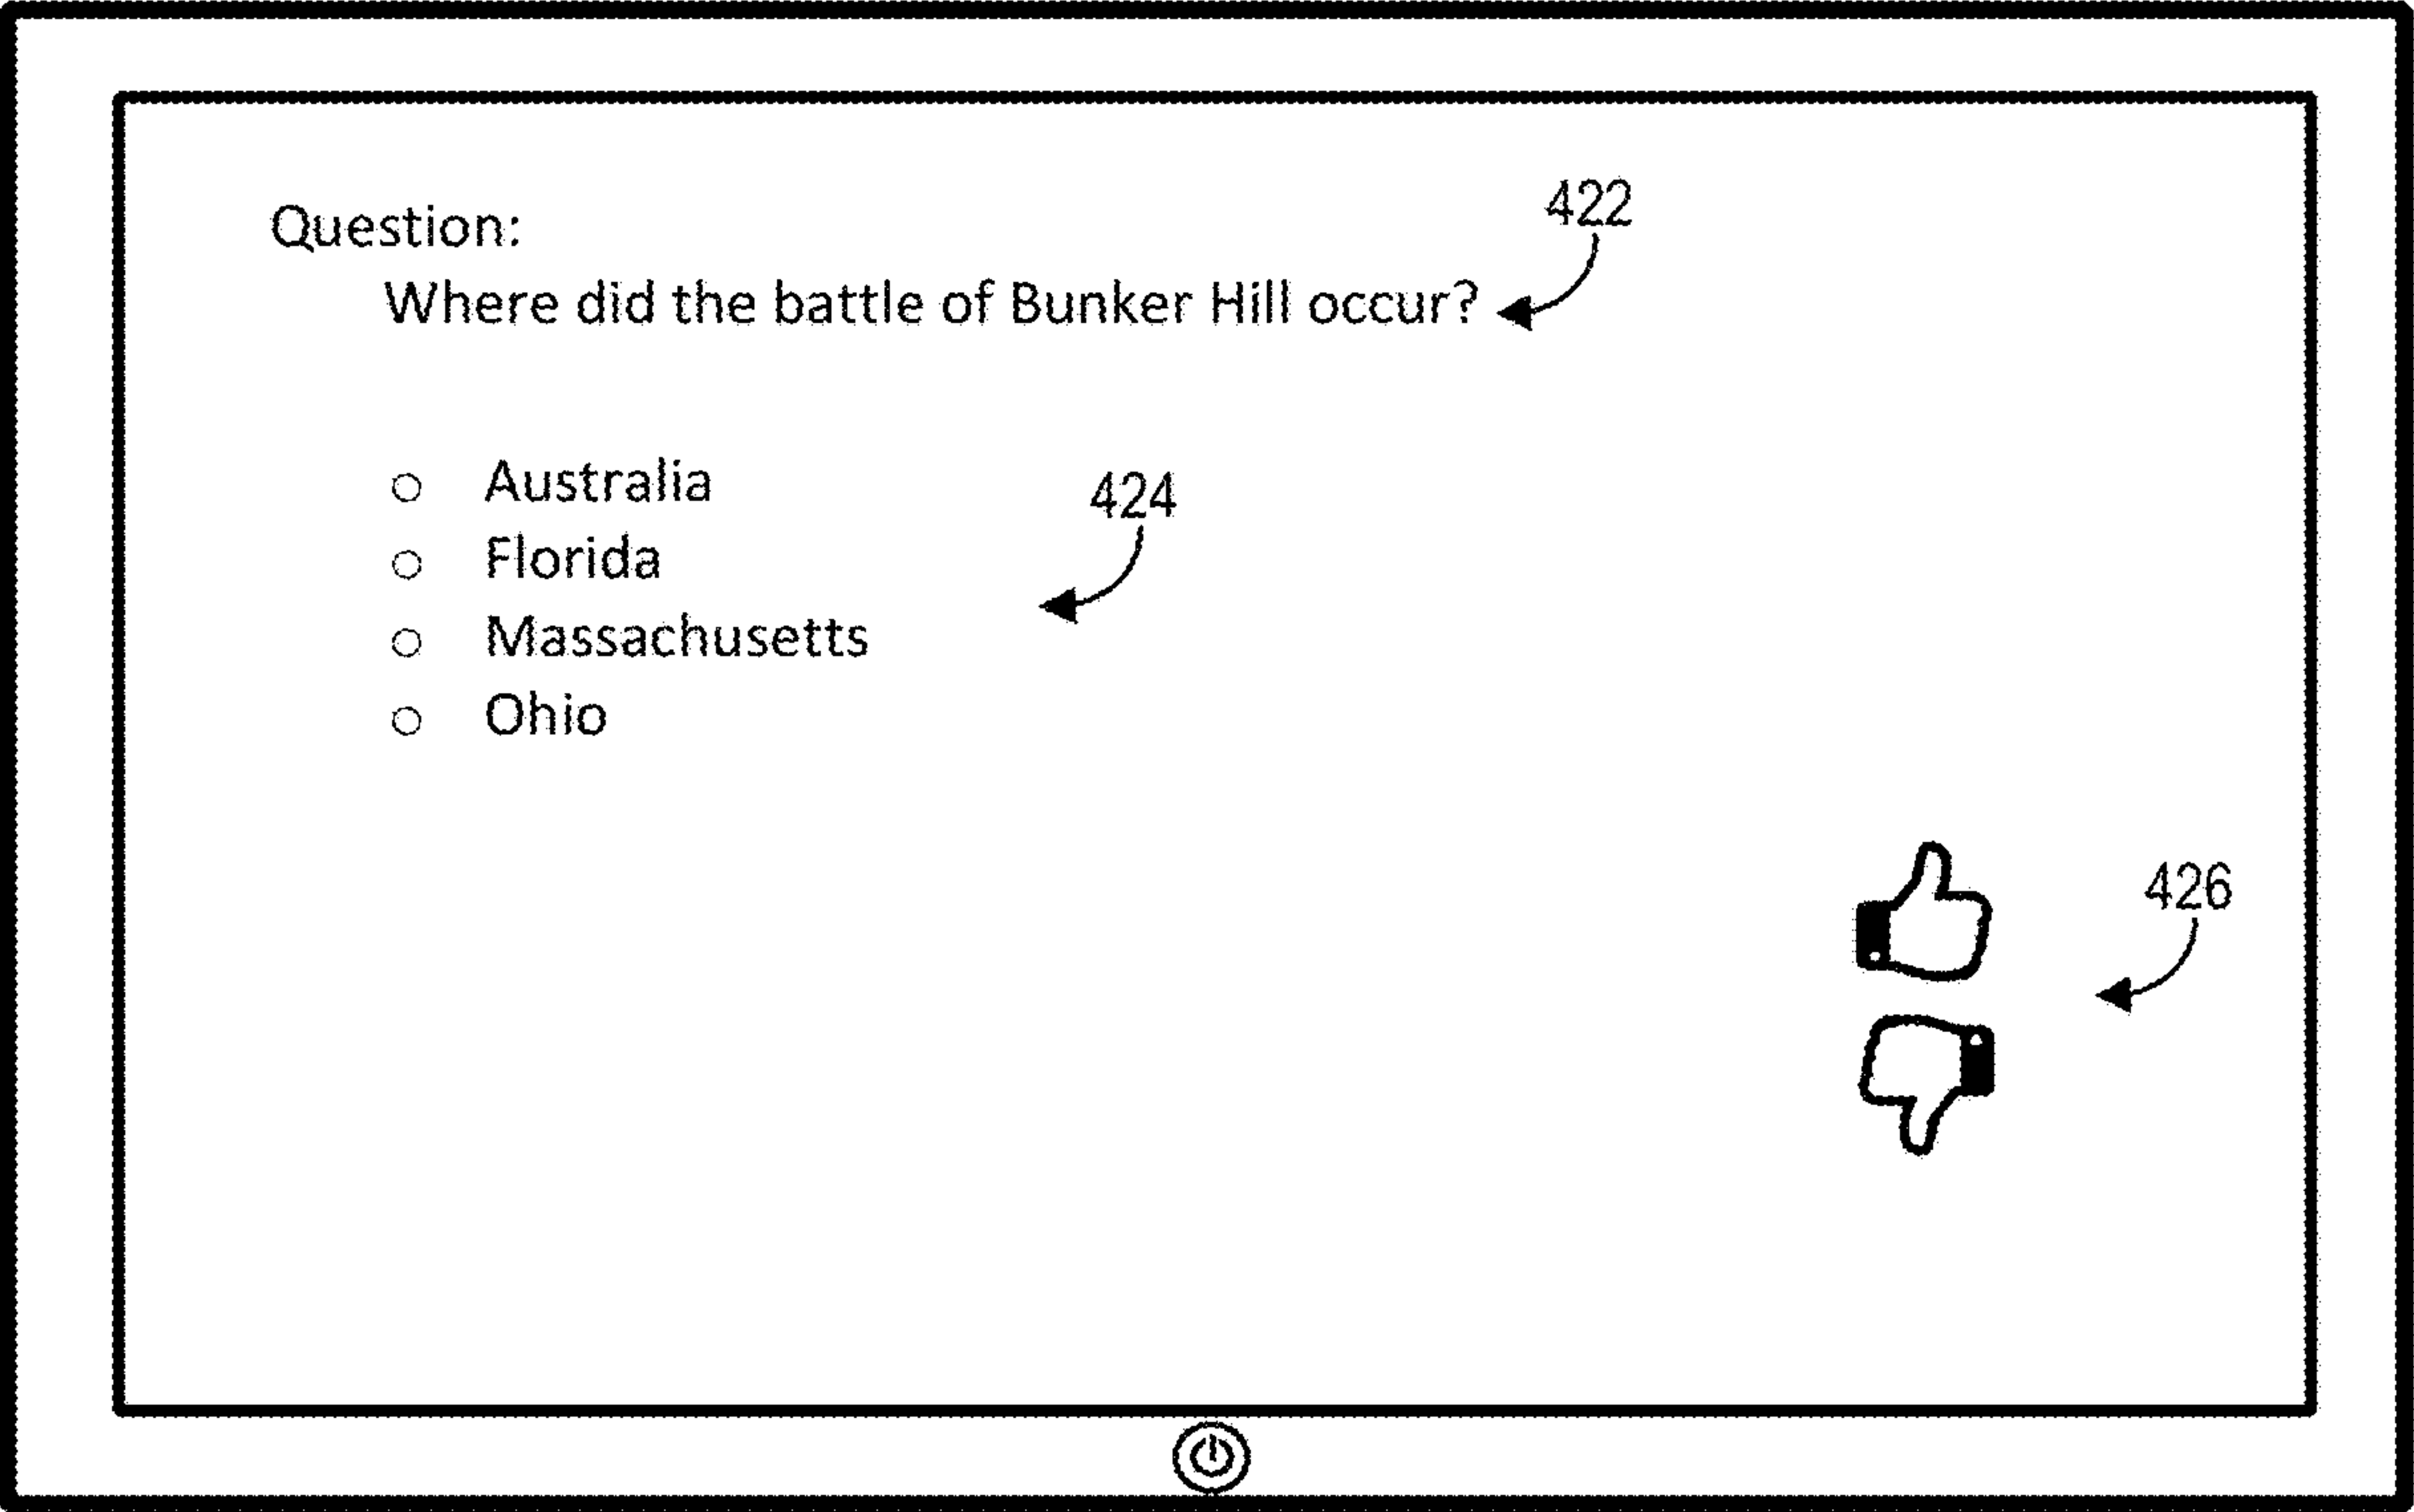 422
Question:
Where did the battle of Bunker Hill occur?
Australia
424
Florida
Massachusetts
Ohio
426